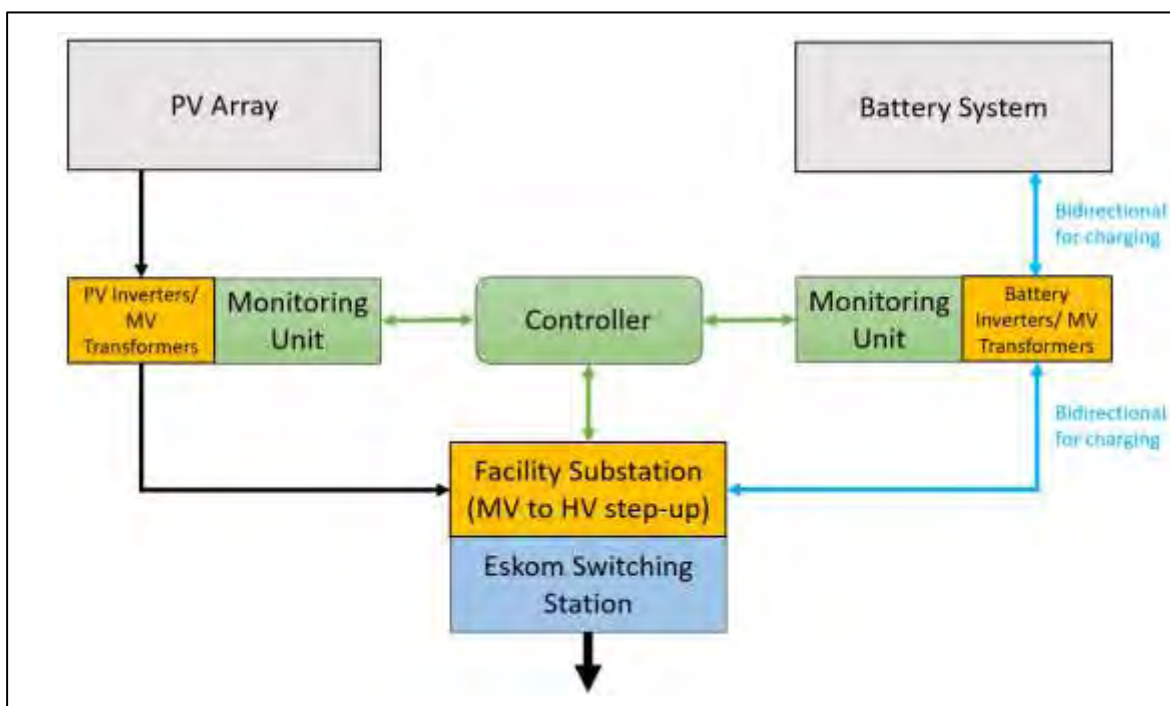 PV Array
Battery System
Bidirectional
for charging
PV Inverters/
MV
Transformers
Monitoring
Unit
Controller
Monitoring
Unit
Battery
Inverters/ MV
Transformers
Bidirectional
for charging
Facility Substation
(MV to HV step-up)
Eskom Switching
Station